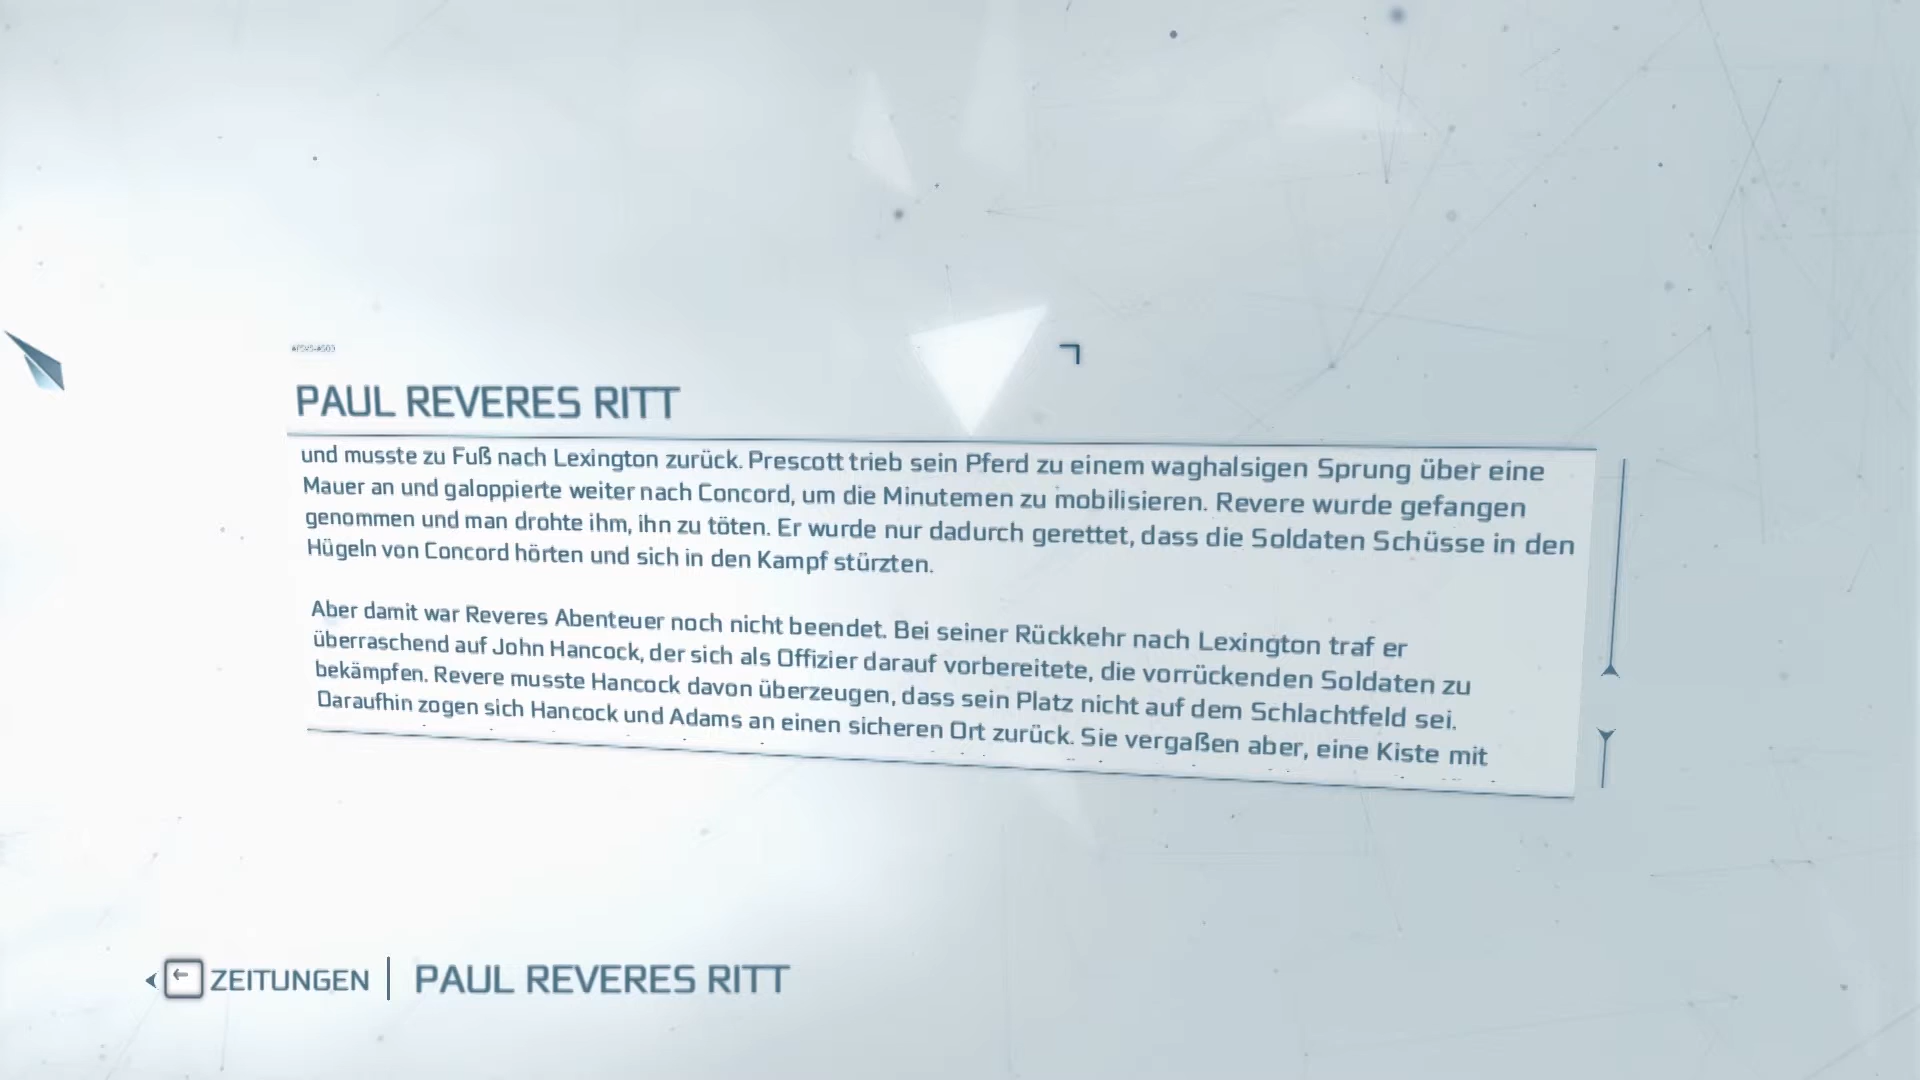 PAUL REVERES RITT
und musste zu Fuß nach Lexington zurück. Prescott trieb sein Pferd zu einem waghalsigen Sprung über eine
Mauer an und galoppierte weiter nach Concord, um die Minutemen zu mobilisieren. Revere wurde gefangen
genommen und man drohte ihm, ihn zu töten. Er wurde nur dadurch gerettet, dass die Soldaten Schüsse in den
Hügeln von Concord hörten und sich in den Kampf stürzten.
Aber damit war Reveres Abenteuer noch nicht beendet. Bei seiner Rückkehr nach Lexington traf er
überraschend auf John Hancock, der sich als Offizier darauf vorbereitete, die vorrückenden Soldaten zu
bekämpfen. Revere musste Hancock davon überzeugen, dass sein Platz nicht auf dem Schlachtfeld sei.
Daraufhin zogen sich Hancock und Adams an einen sicheren Ort zurück. Sie vergaßen aber, eine Kiste mit
ZEITUNGEN | PAUL REVERES RITT